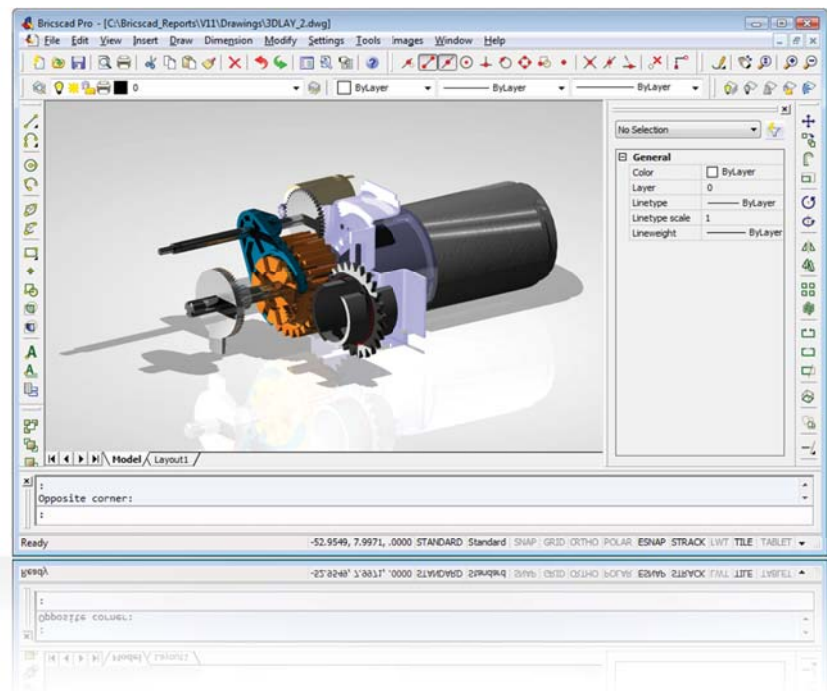 Bricscad Pro - [C:\Bricscad_Reports\V11\Drawings\3DLAY_2.dwg]
File Edit View Insert Draw Dimension Modify Settings Tools Images Window Help
0 ByLayer ByLayer ByLayer
No Selection
General
Color ByLayer
Layer 0
Linetype ByLayer
Linetype scale 1
Lineweight ByLayer
A
A
Model Layout1
:
Opposite corner:
:
Ready -52.9549, 7.9971, .0000 STANDARD Standard SNAP GRID ORTHO POLAR ESNAP STRACK LWT TILE TABLET